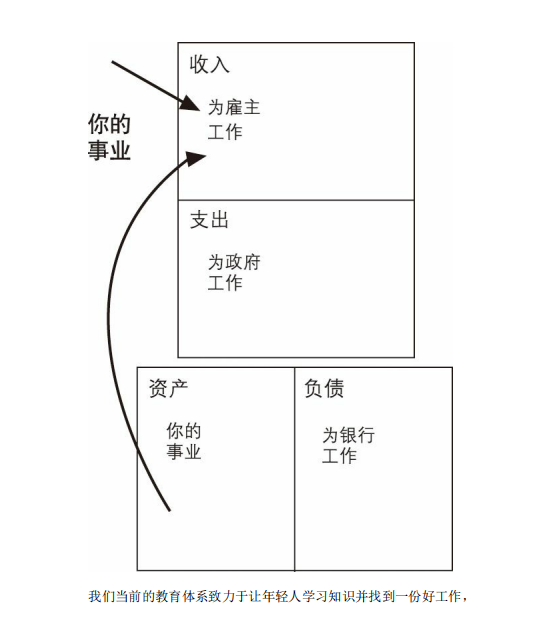 收入
为雇主
工作
你的
事业
支出
为政府
工作
资产
你的
事业
负债
为银行
工作
我们当前的教育体系致力于让年轻人学习知识并找到一份好工作，